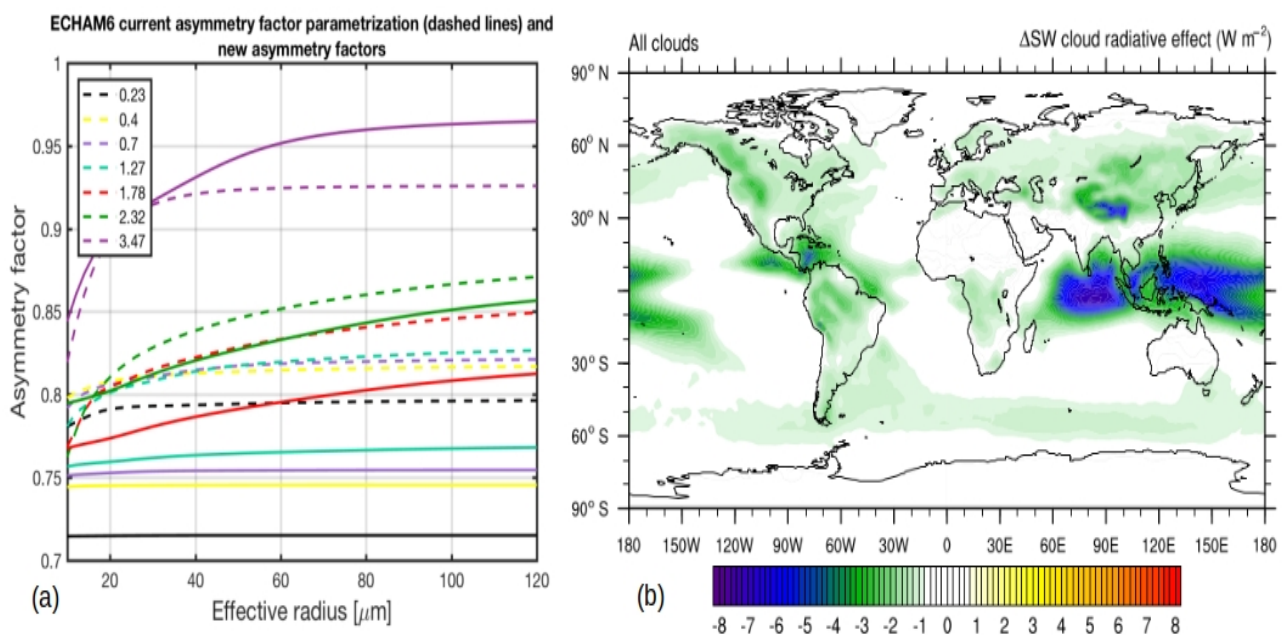 ECHAM6 current asymmetry factor parametrization (dashed lines) and
new asymmetry factors
1
0.95
0.9
0.85
0.8
0.75
0.7
Asymmetry factor
0.23
0.4
0.7
1.27
1.78
2.32
3.47
20 40 60 80 100 120
Effective radius [μm]
(a)
All clouds ΔSW cloud radiative effect (W m⁻²)
90° N
60° N
30° N
30° S
60° S
90° S
180 150W 120W 90W 60W 30W 0 30E 60E 90E 120E 150E 180
(b)
-8 -7 -6 -5 -4 -3 -2 -1 0 1 2 3 4 5 6 7 8